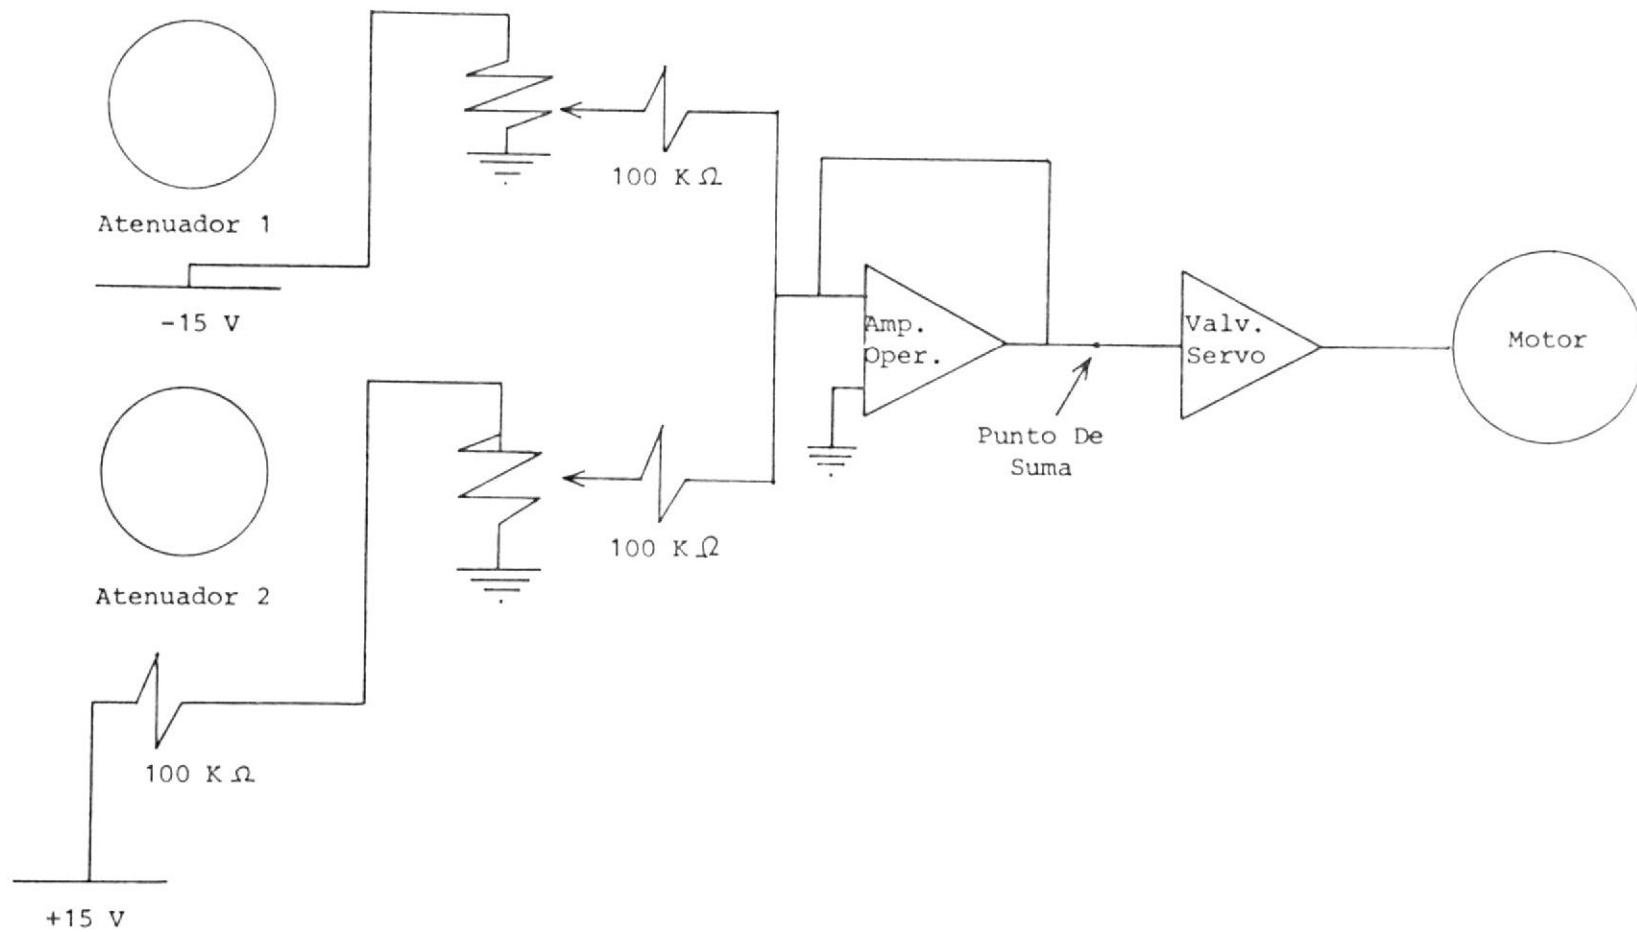 Atenuador 1
-15 V
100 K Ω
Amp.
Oper.
Valv.
Servo
Motor
Punto De
Suma
Atenuador 2
100 K Ω
100 K Ω
+15 V